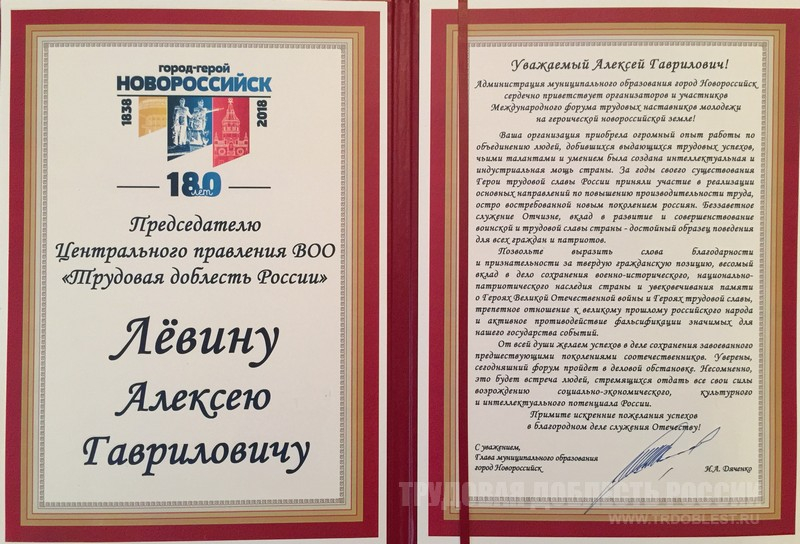 город-герой
НОВОРОССИЙСК
1838
2018
180
лет
Председателю
Центрального правления ВОО
«Трудовая доблесть России»
Лёвину
Алексею
Гавриловичу
Уважаемый Алексей Гаврилович!
Администрация муниципального образования город Новороссийск
сердечно приветствует организаторов и участников
Международного форума трудовых наставников молодежи
на героической новороссийской земле!
Ваша организация приобрела огромный опыт работы по
объединению людей, добившихся выдающихся трудовых успехов,
чьими талантами и умением была создана интеллектуальная и
индустриальная мощь страны. За годы своего существования
Герои трудовой славы России приняли участие в реализации
основных направлений по повышению производительности труда,
остро востребованной новым поколением россиян. Беззаветное
служение Отчизне, вклад в развитие и совершенствование
воинской и трудовой славы страны - достойный образец поведения
для всех граждан и патриотов.
Позвольте выразить слова благодарности
и признательности за твердую гражданскую позицию, весомый
вклад в дело сохранения военно-исторического, национально-
патриотического наследия страны и увековечивания памяти
о Героях Великой Отечественной войны и Героях трудовой славы,
трепетное отношение к великому прошлому российского народа
и активное противодействие фальсификации значимых для
нашего государства событий.
От всей души желаем успехов в деле сохранения завоеванного
предшествующими поколениями соотечественников. Уверены,
сегодняшний форум пройдет в деловой обстановке. Несомненно,
это будет встреча людей, стремящихся отдать все свои силы
возрождению социально-экономического, культурного
и интеллектуального потенциала России.
Примите искренние пожелания успехов
в благородном деле служения Отечеству!
С уважением,
Глава муниципального образования
город Новороссийск
И.А. Дяченко
ТРУДОВАЯ ДОБЛЕСТЬ РОССИИ
WWW.TRDOBLEST.RU